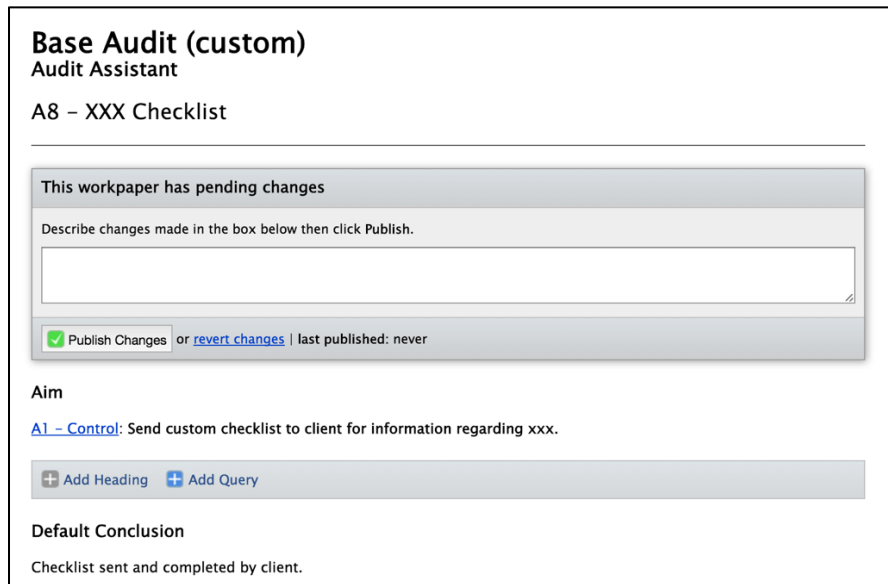 Base Audit (custom)
Audit Assistant
A8 – XXX Checklist
This workpaper has pending changes
Describe changes made in the box below then click Publish.
Publish Changes or revert changes | last published: never
Aim
A1 – Control: Send custom checklist to client for information regarding xxx.
Add Heading Add Query
Default Conclusion
Checklist sent and completed by client.